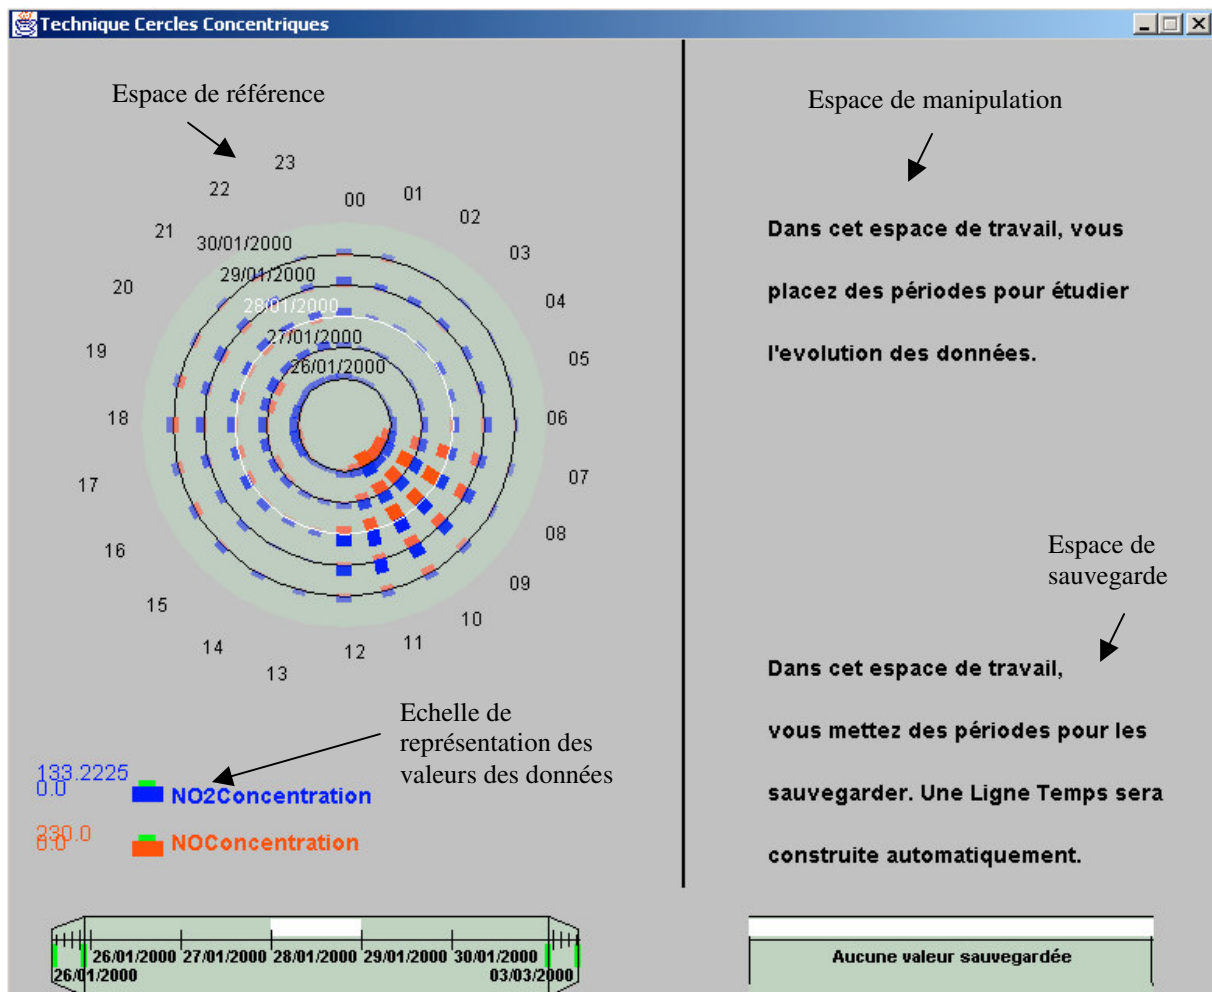 Technique Cercles Concentriques
Espace de référence
Espace de manipulation
23
22
00
01
21
02
20
03
19
04
18
05
17
06
16
07
15
08
14
09
13
10
12
11
30/01/2000
29/01/2000
28/01/2000
27/01/2000
26/01/2000
Dans cet espace de travail, vous
placez des périodes pour étudier
l'evolution des données.
Espace de
sauvegarde
Dans cet espace de travail,
vous mettez des périodes pour les
sauvegarder. Une Ligne Temps sera
construite automatiquement.
Echelle de
représentation des
valeurs des données
133.2225
0.0
NO2Concentration
230.0
0.0
NOConcentration
26/01/2000 27/01/2000 28/01/2000 29/01/2000 30/01/2000
26/01/2000 03/03/2000
Aucune valeur sauvegardée